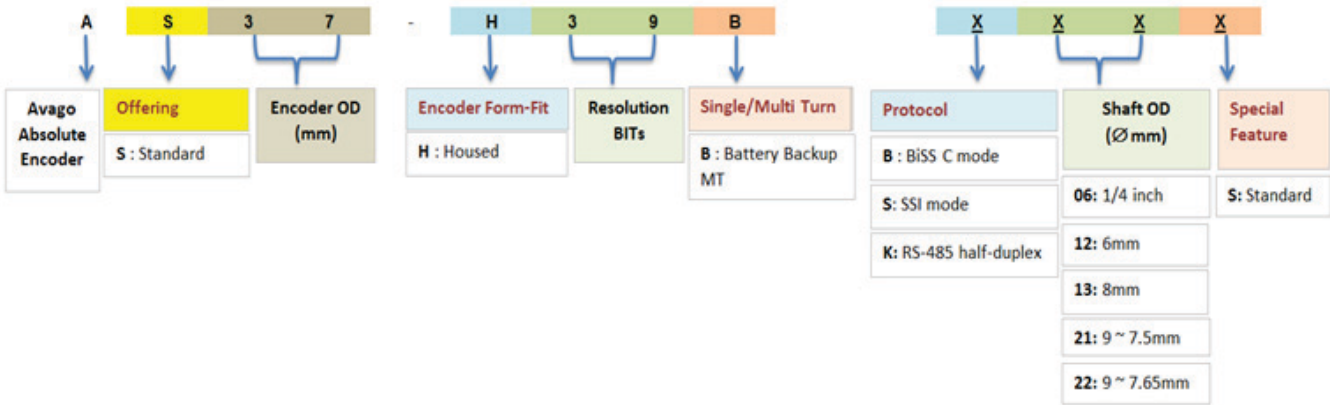 A S 3 7 - H 3 9 B X X X X
Avago
Absolute
Encoder
Offering
S : Standard
Encoder OD
(mm)
Encoder Form-Fit
H : Housed
Resolution
BITs
Single/Multi Turn
B : Battery Backup
MT
Protocol
B : BiSS C mode
S: SSI mode
K: RS-485 half-duplex
Shaft OD
(Ø mm)
06: 1/4 inch
12: 6mm
13: 8mm
21: 9 ~ 7.5mm
22: 9 ~ 7.65mm
Special
Feature
S: Standard